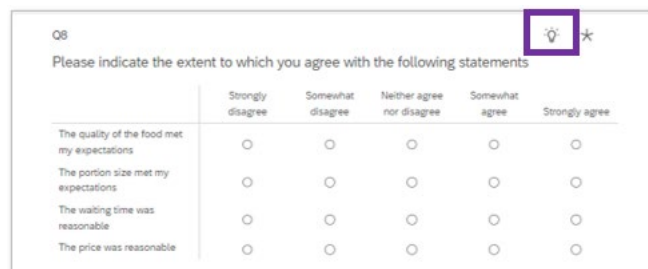 Q8
Please indicate the extent to which you agree with the following statements
Strongly disagree
Somewhat disagree
Neither agree nor disagree
Somewhat agree
Strongly agree
The quality of the food met
my expectations
The portion size met my
expectations
The waiting time was
reasonable
The price was reasonable